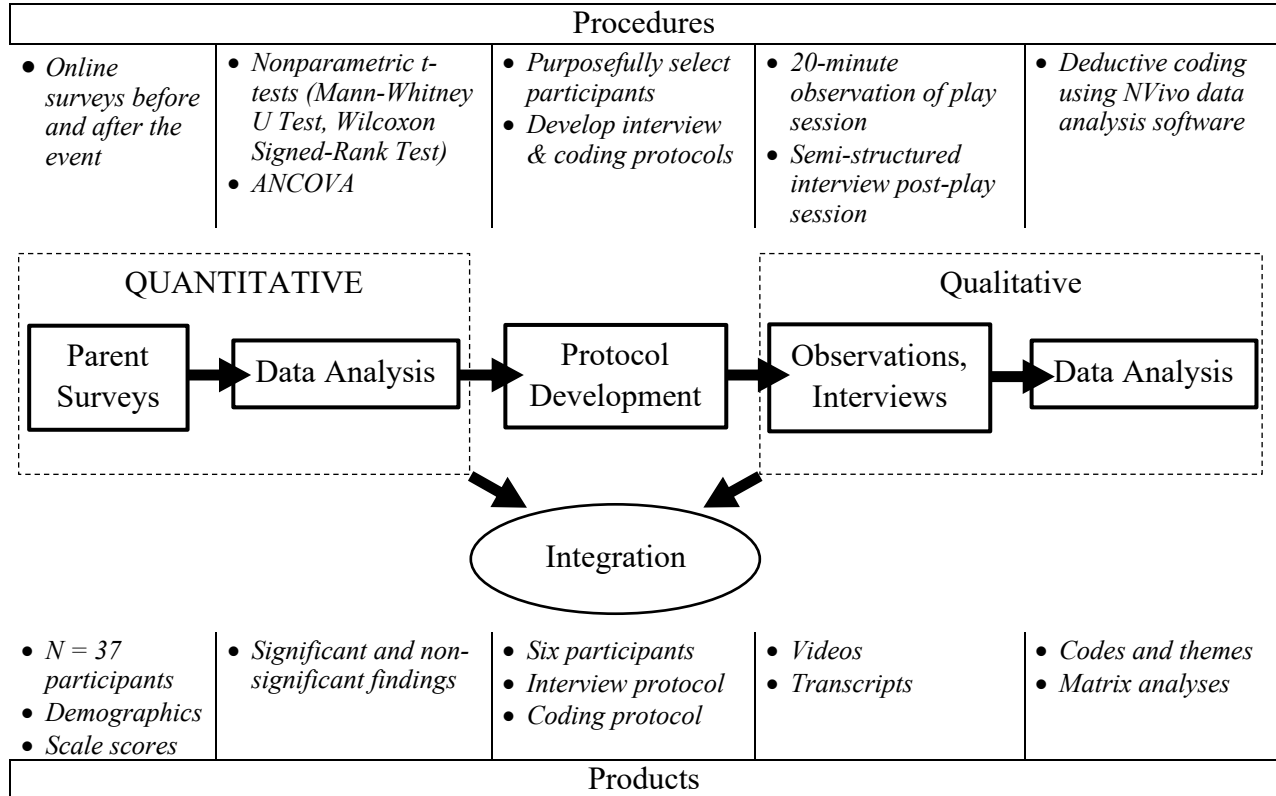 Procedures
• Online
surveys before
and after the
event
• Nonparametric t-
tests (Mann-Whitney
U Test, Wilcoxon
Signed-Rank Test)
• ANCOVA
• Purposefully select
participants
• Develop interview
& coding protocols
• 20-minute
observation of play
session
• Semi-structured
interview post-play
session
• Deductive coding
using NVivo data
analysis software
QUANTITATIVE
Qualitative
Parent
Surveys
Data Analysis
Protocol
Development
Observations,
Interviews
Data Analysis
Integration
• N = 37
participants
• Demographics
• Scale scores
• Significant and non-
significant findings
• Six participants
• Interview protocol
• Coding protocol
• Videos
• Transcripts
• Codes and themes
• Matrix analyses
Products